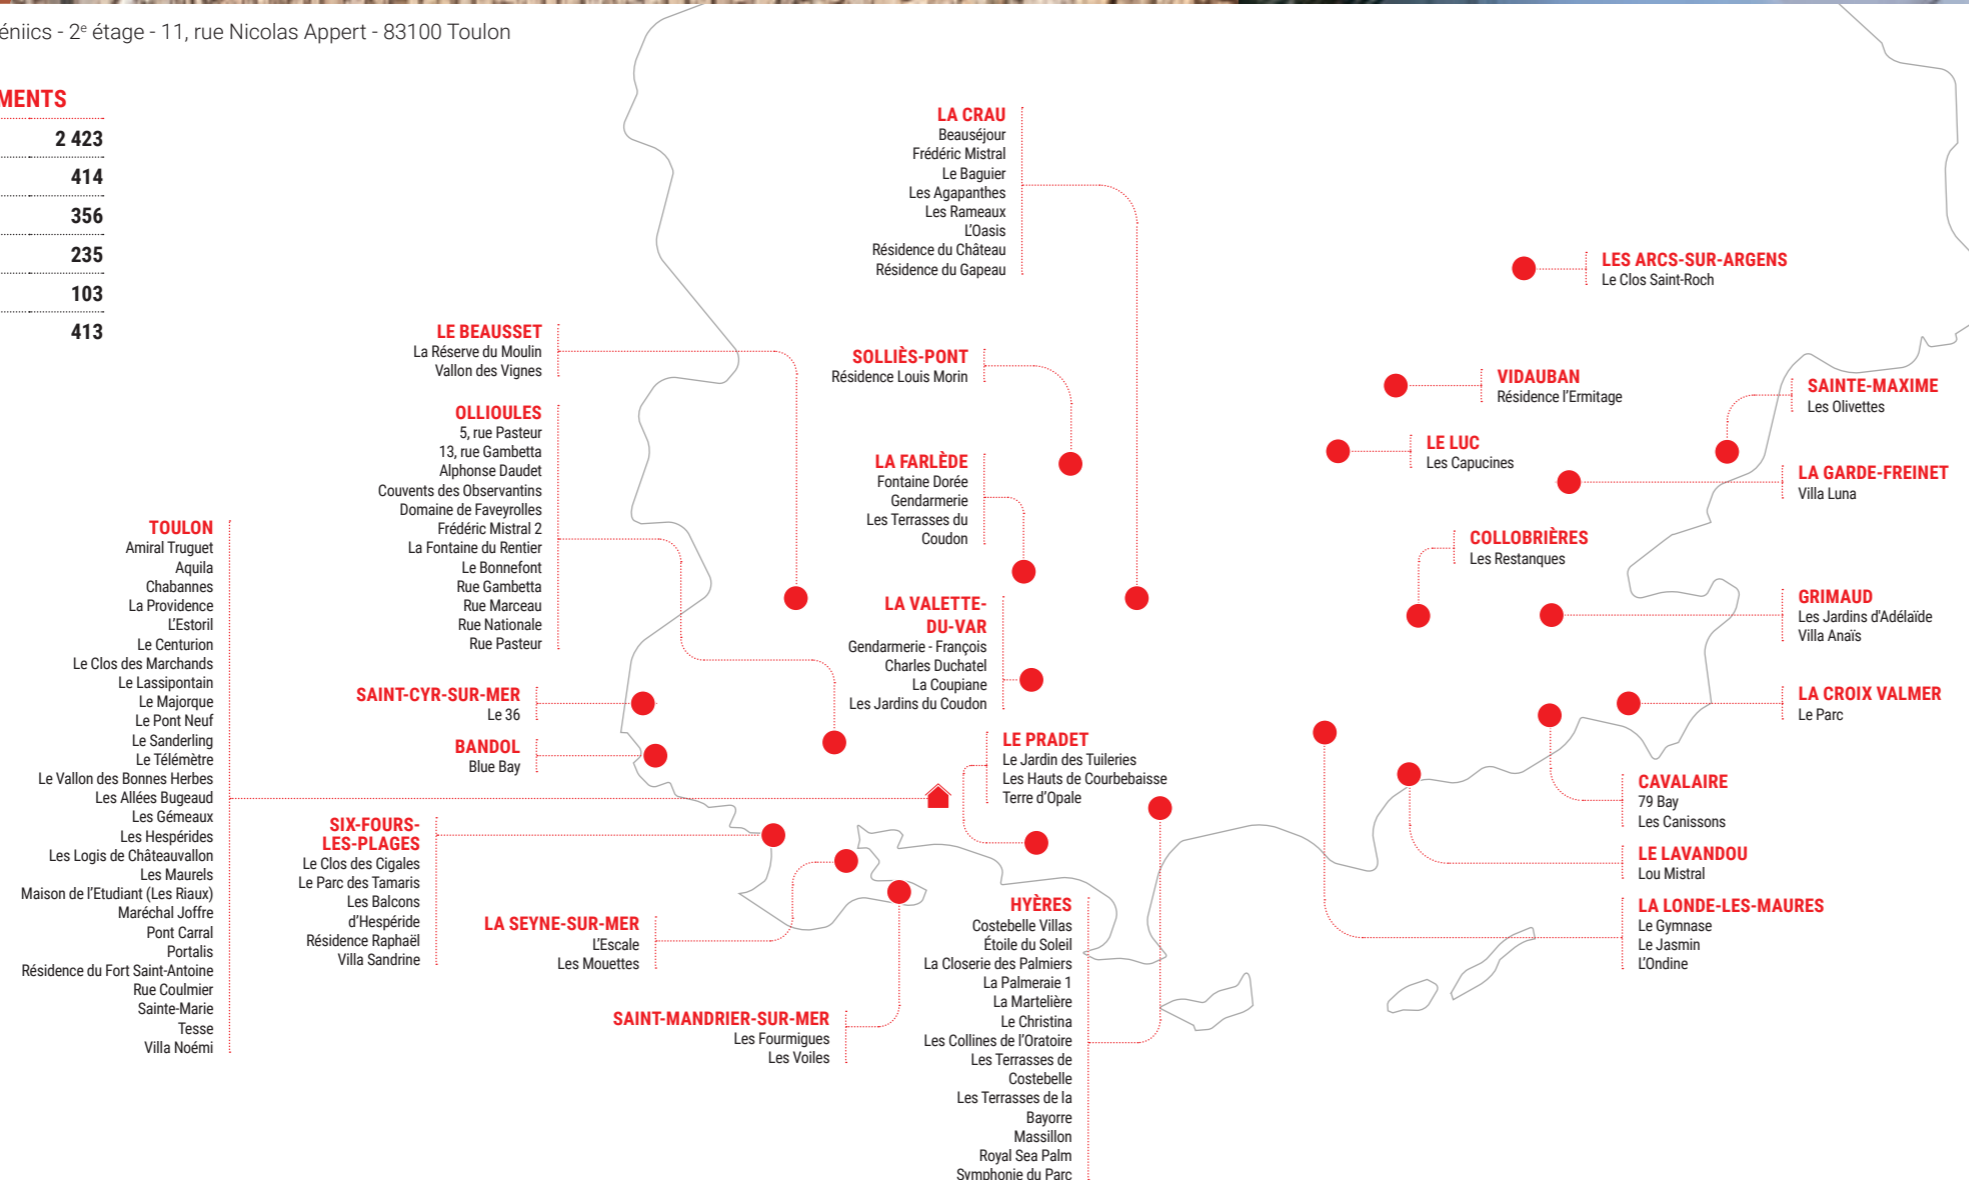 éniics - 2e étage - 11, rue Nicolas Appert - 83100 Toulon
MENTS
2 423
414
356
235
103
413
LA CRAU
Beauséjour
Frédéric Mistral
Le Baguier
Les Agapanthes
Les Rameaux
L'Oasis
Résidence du Château
Résidence du Gapeau
LES ARCS-SUR-ARGENS
Le Clos Saint-Roch
LE BEAUSSET
La Réserve du Moulin
Vallon des Vignes
SOLLIÈS-PONT
Résidence Louis Morin
VIDAUBAN
Résidence l'Ermitage
SAINTE-MAXIME
Les Olivettes
OLLIOULES
5, rue Pasteur
13, rue Gambetta
Alphonse Daudet
Couvents des Observantins
Domaine de Faveyrolles
Frédéric Mistral 2
La Fontaine du Rentier
Le Bonnefont
Rue Gambetta
Rue Marceau
Rue Nationale
Rue Pasteur
LA FARLÈDE
Fontaine Dorée
Gendarmerie
Les Terrasses du
Coudon
LE LUC
Les Capucines
LA GARDE-FREINET
Villa Luna
TOULON
Amiral Truguet
Aquila
Chabannes
La Providence
L'Estoril
Le Centurion
Le Clos des Marchands
Le Lassipontain
Le Majorque
Le Pont Neuf
Le Sanderling
Le Télémètre
Le Vallon des Bonnes Herbes
Les Allées Bugeaud
Les Gémeaux
Les Hespérides
Les Logis de Châteauvallon
Les Maurels
Maison de l'Etudiant (Les Riaux)
Maréchal Joffre
Pont Carral
Portalis
Résidence du Fort Saint-Antoine
Rue Coulmier
Sainte-Marie
Tesse
Villa Noémi
COLLOBRIÈRES
Les Restanques
LA VALETTE-
DU-VAR
Gendarmerie - François
Charles Duchatel
La Coupiane
Les Jardins du Coudon
GRIMAUD
Les Jardins d'Adélaïde
Villa Anaïs
SAINT-CYR-SUR-MER
Le 36
LA CROIX VALMER
Le Parc
BANDOL
Blue Bay
LE PRADET
Le Jardin des Tuileries
Les Hauts de Courbebaisse
Terre d'Opale
CAVALAIRE
79 Bay
Les Canissons
SIX-FOURS-
LES-PLAGES
Le Clos des Cigales
Le Parc des Tamaris
Les Balcons
d'Hespéride
Résidence Raphaël
Villa Sandrine
LE LAVANDOU
Lou Mistral
LA SEYNE-SUR-MER
L'Escale
Les Mouettes
HYÈRES
Costebelle Villas
Étoile du Soleil
La Closerie des Palmiers
La Palmeraie 1
La Martelière
Le Christina
Les Collines de l'Oratoire
Les Terrasses de
Costebelle
Les Terrasses de la
Bayorre
Massillon
Royal Sea Palm
Symphonie du Parc
LA LONDE-LES-MAURES
Le Gymnase
Le Jasmin
L'Ondine
SAINT-MANDRIER-SUR-MER
Les Fourmigues
Les Voiles